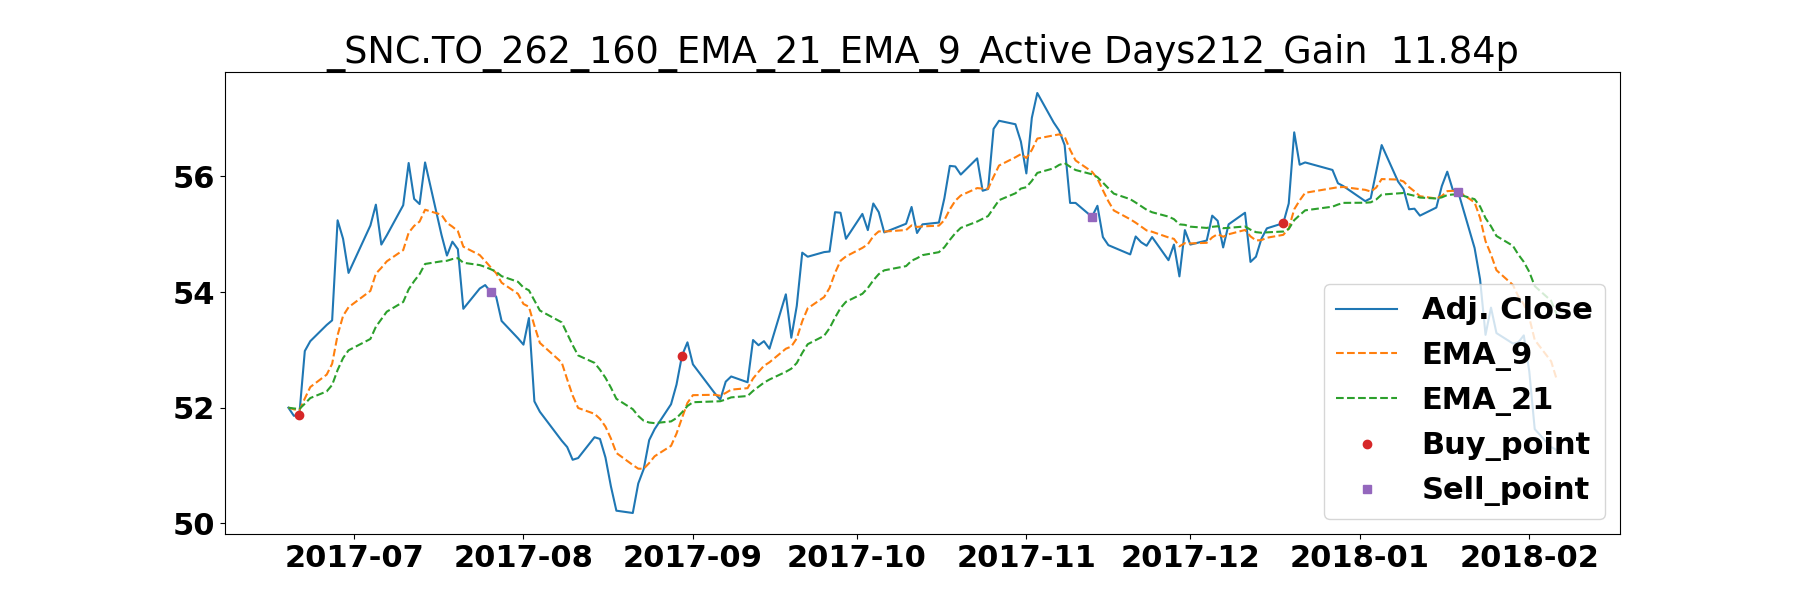 _SNC.TO_262_160_EMA_21_EMA_9_Active Days212_Gain  11.84p
56
54
52
50
Adj. Close
EMA_9
EMA_21
Buy_point
Sell_point
2017-07 2017-08 2017-09 2017-10 2017-11 2017-12 2018-01 2018-02